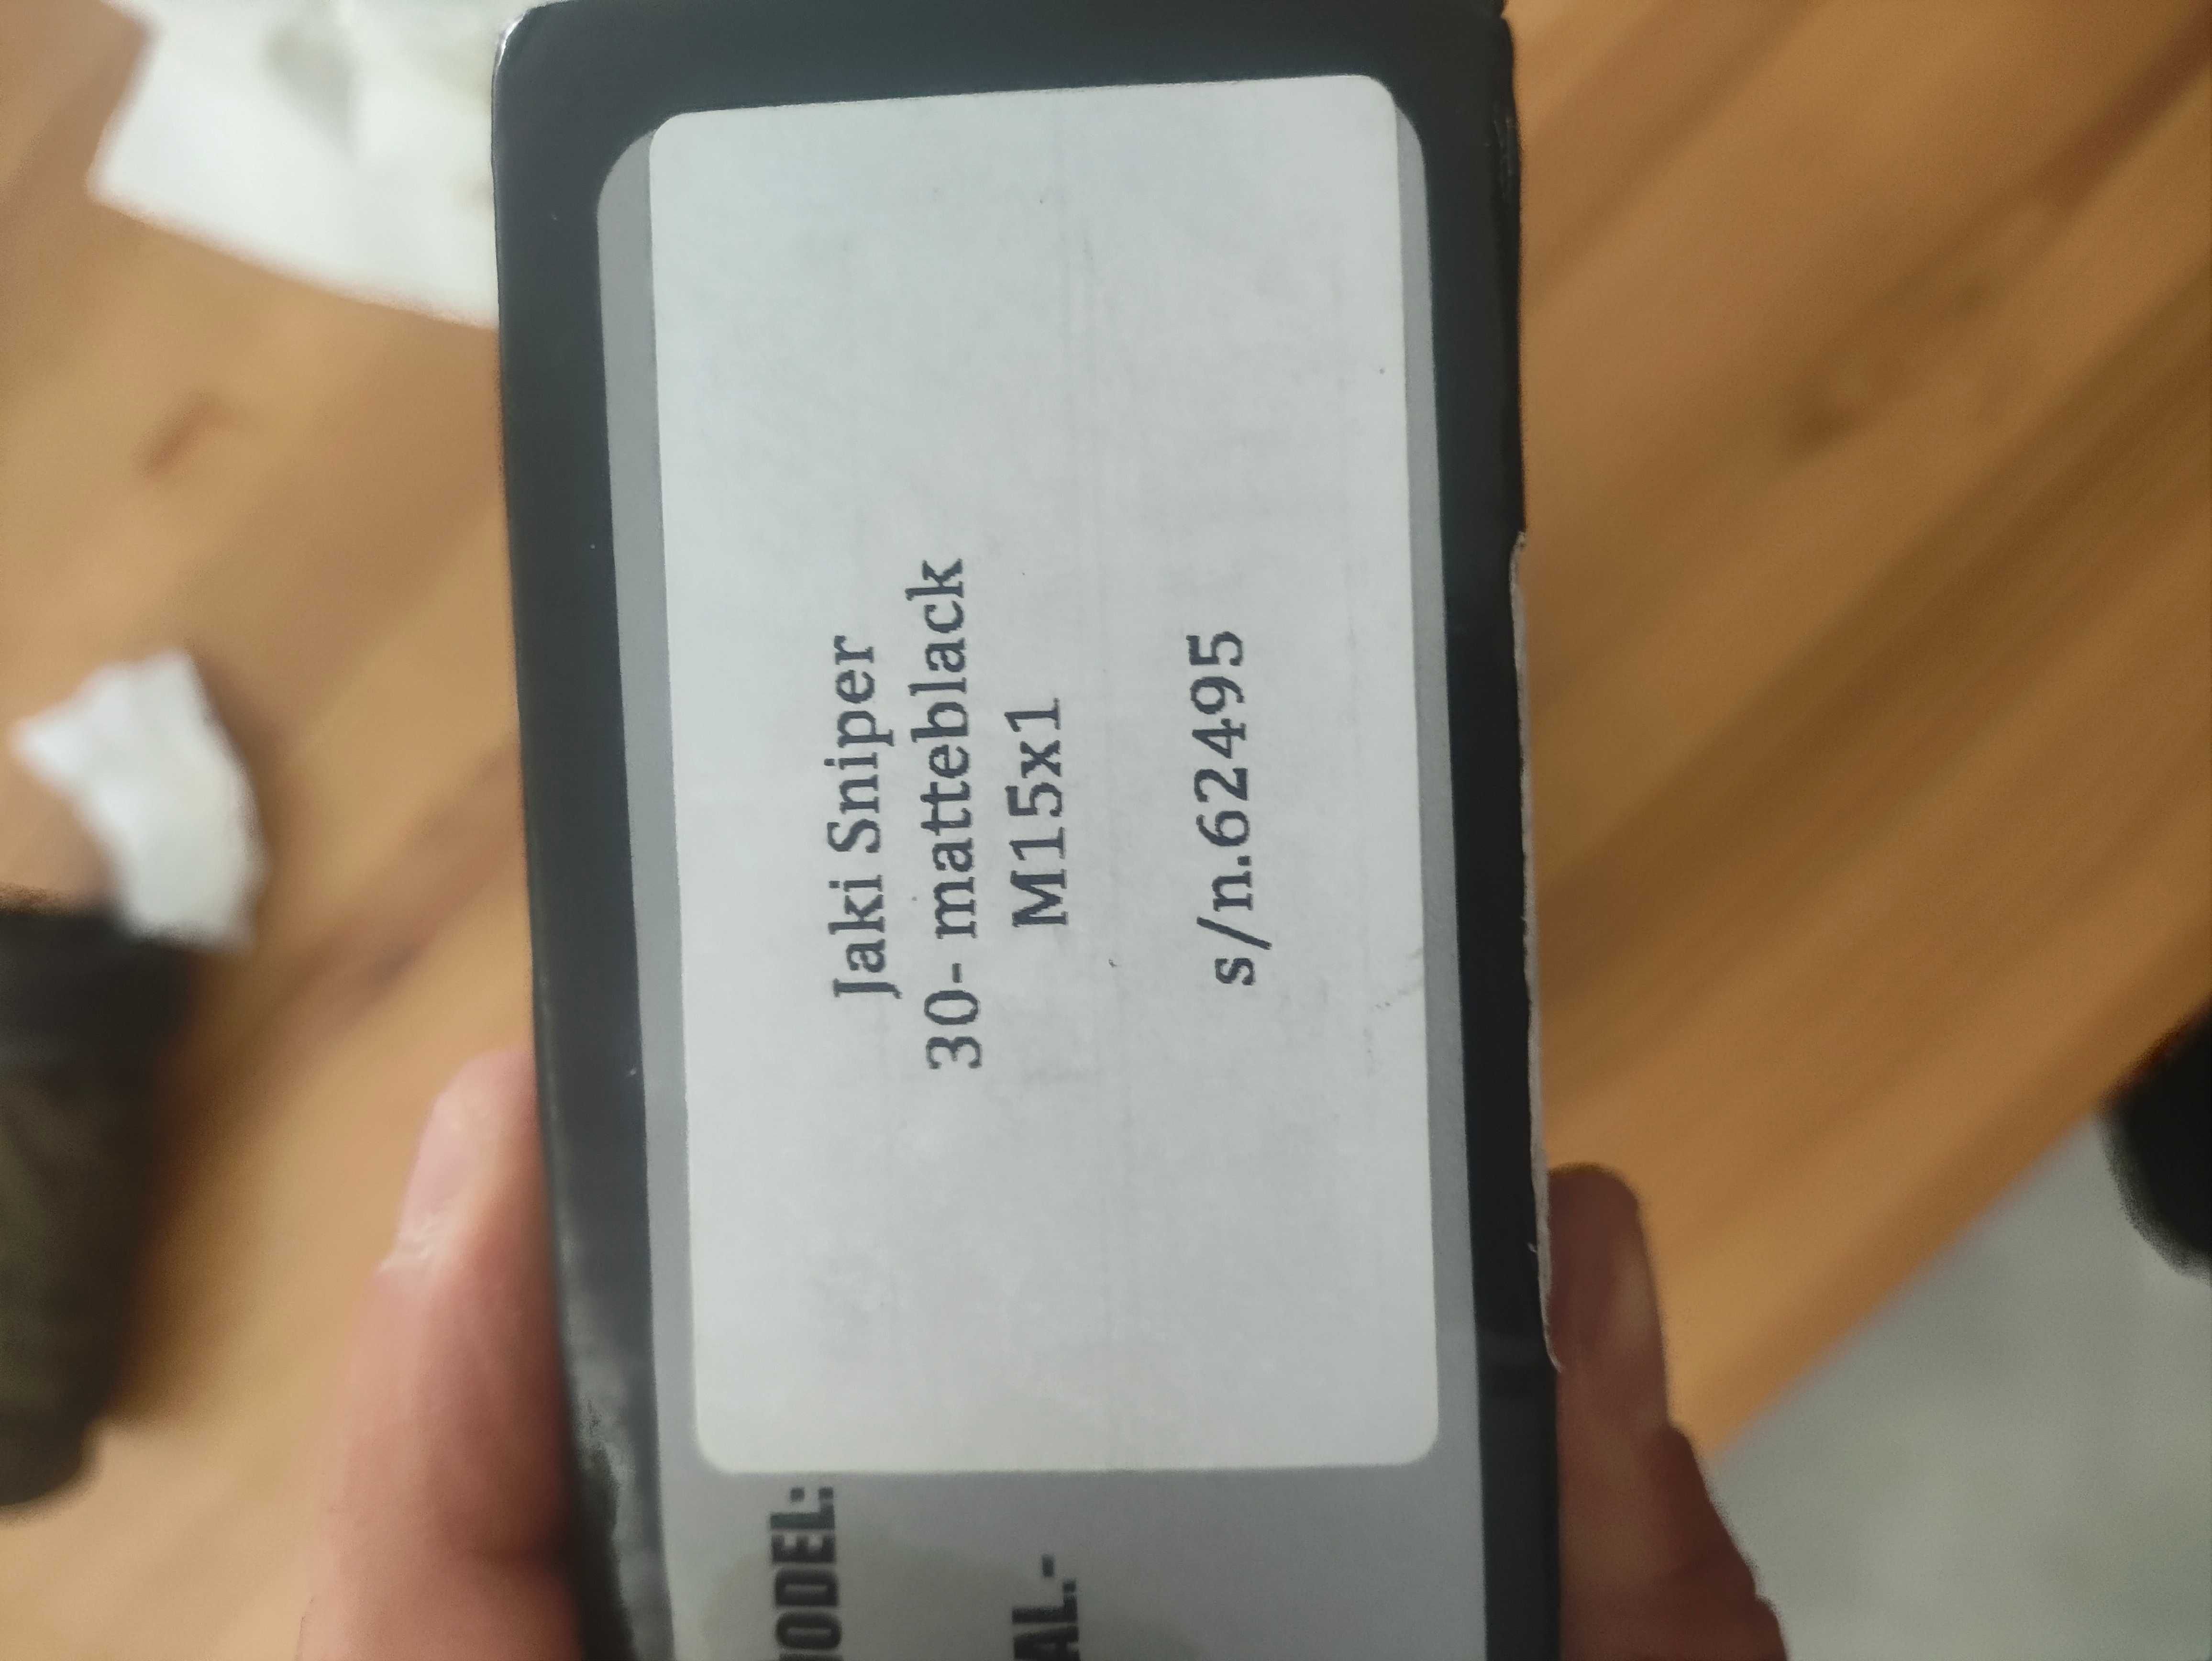 Jaki Sniper
30- matteblack
M15x1
s/n.62495